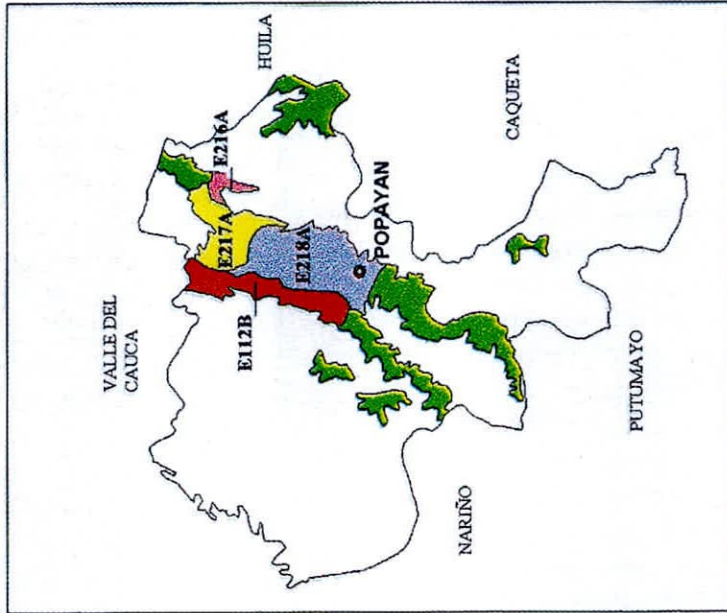 VALLE DEL
CAUCA
HUILA
E216A
E217A
E218A
E112B
POPAYAN
CAQUETA
NARIÑO
PUTUMAYO